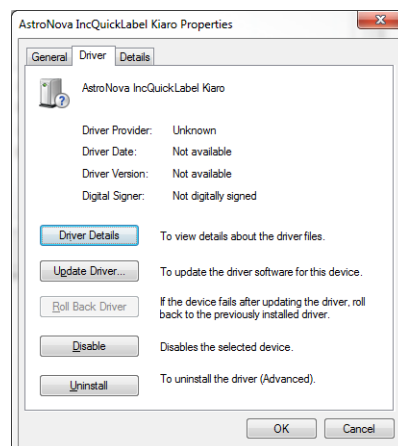 AstroNova IncQuickLabel Kiaro Properties
General Driver Details
AstroNova IncQuickLabel Kiaro
Driver Provider: Unknown
Driver Date: Not available
Driver Version: Not available
Digital Signer: Not digitally signed
Driver Details To view details about the driver files.
Update Driver... To update the driver software for this device.
Roll Back Driver If the device fails after updating the driver, roll
back to the previously installed driver.
Disable Disables the selected device.
Uninstall To uninstall the driver (Advanced).
OK Cancel